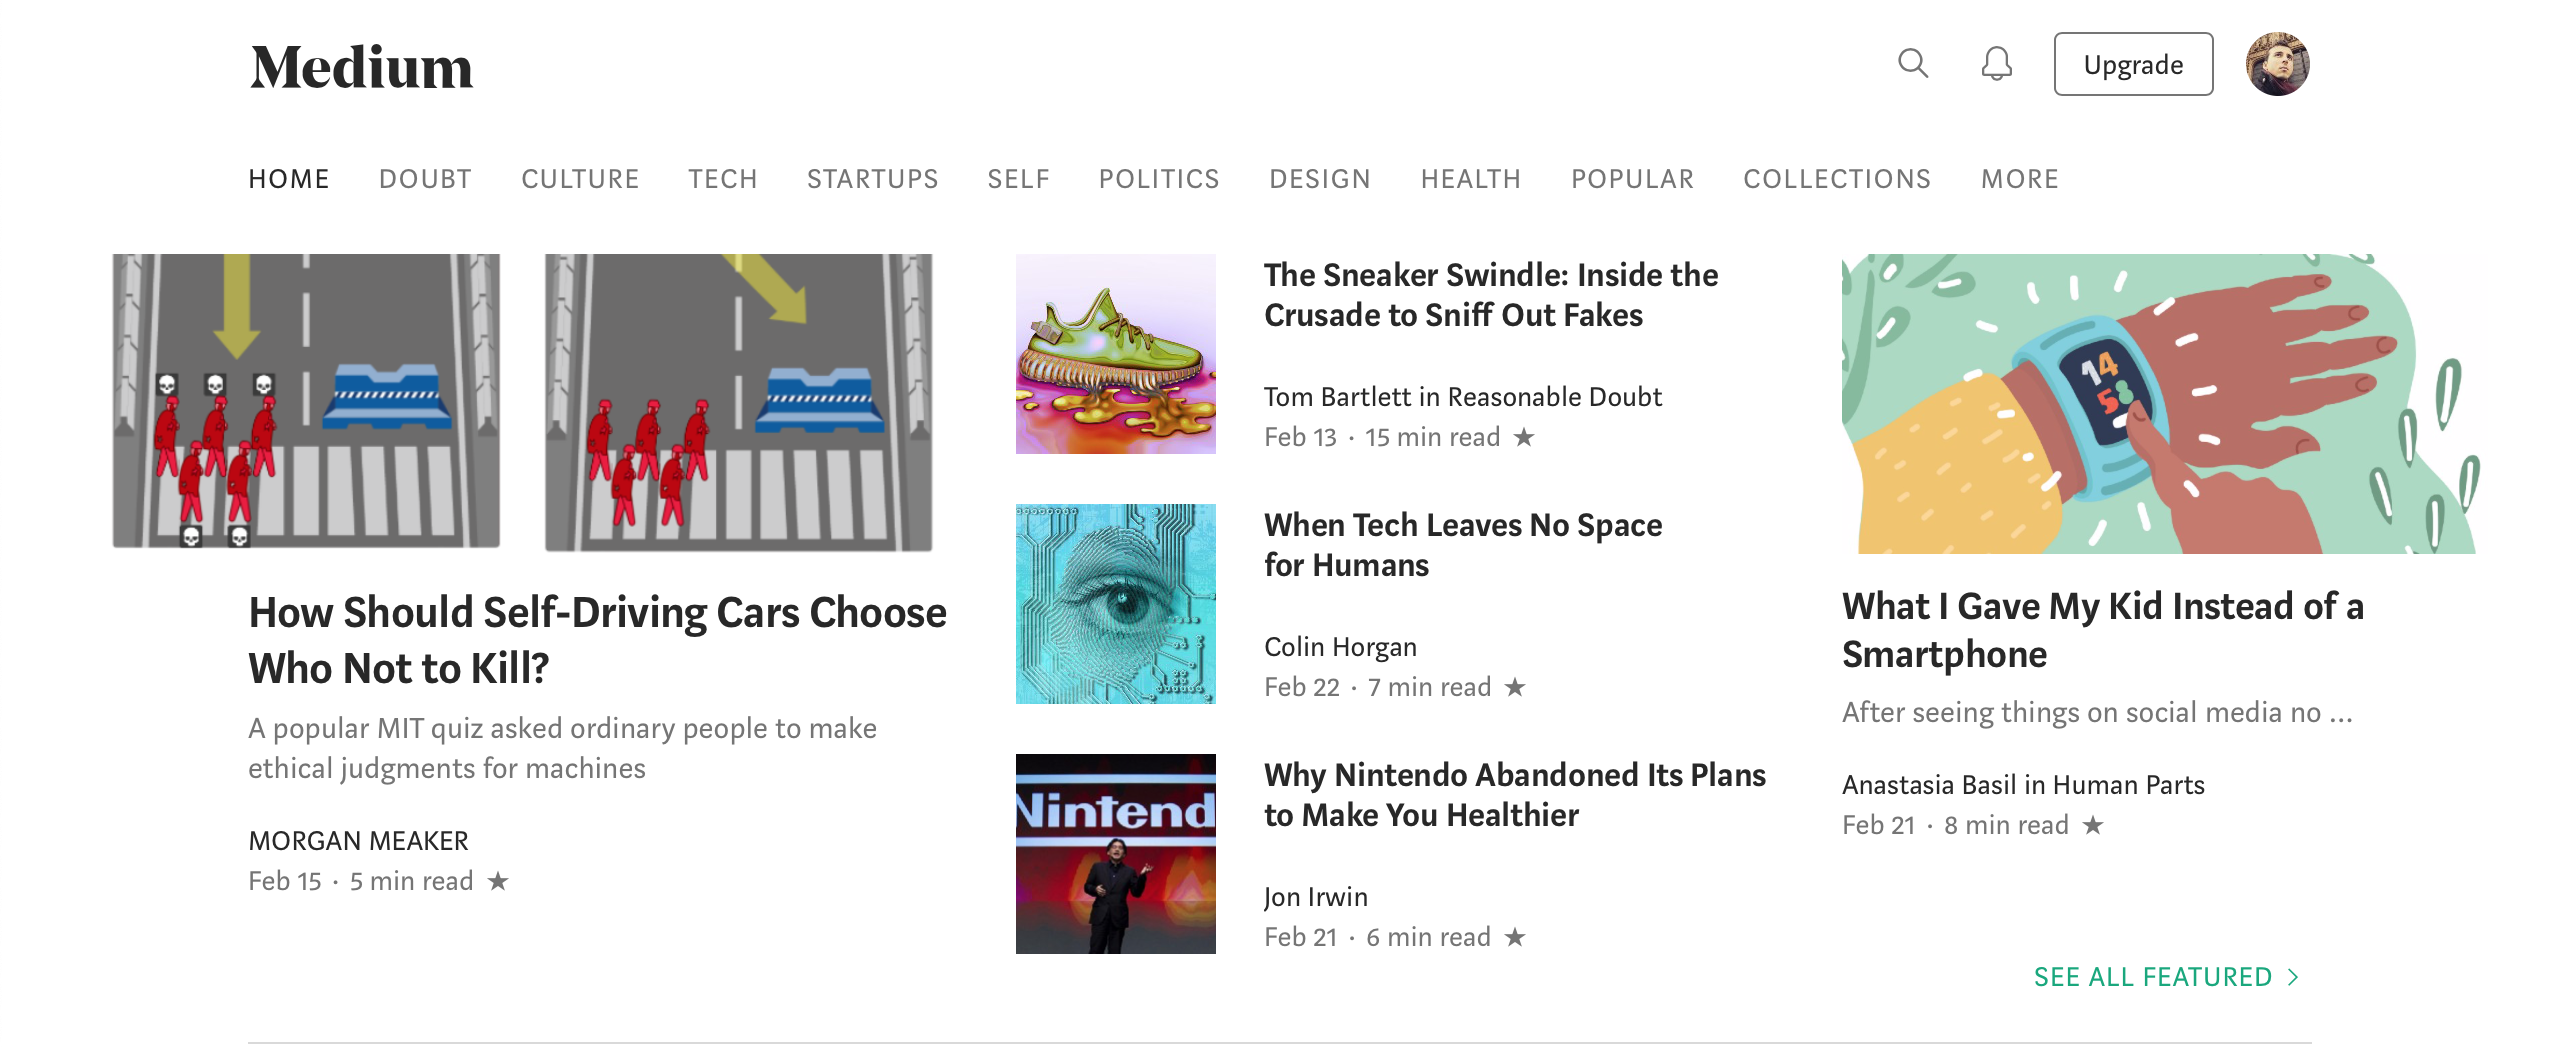 Medium
Upgrade
HOME DOUBT CULTURE TECH STARTUPS SELF POLITICS DESIGN HEALTH POPULAR COLLECTIONS MORE
How Should Self-Driving Cars Choose
Who Not to Kill?
A popular MIT quiz asked ordinary people to make
ethical judgments for machines
MORGAN MEAKER
Feb 15 · 5 min read ★
The Sneaker Swindle: Inside the
Crusade to Sniff Out Fakes
Tom Bartlett in Reasonable Doubt
Feb 13 · 15 min read ★
When Tech Leaves No Space
for Humans
Colin Horgan
Feb 22 · 7 min read ★
Nintend
Why Nintendo Abandoned Its Plans
to Make You Healthier
Jon Irwin
Feb 21 · 6 min read ★
14
58
What I Gave My Kid Instead of a
Smartphone
After seeing things on social media no ...
Anastasia Basil in Human Parts
Feb 21 · 8 min read ★
SEE ALL FEATURED >